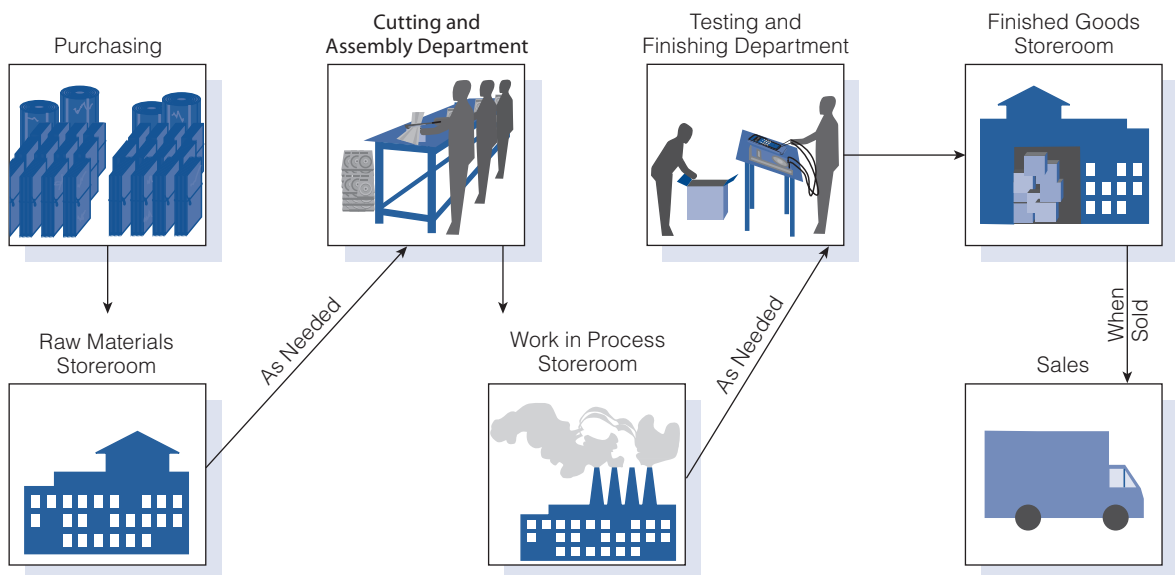 Purchasing
Cutting and
Assembly Department
Testing and
Finishing Department
Finished Goods
Storeroom
Raw Materials
Storeroom
As Needed
Work in Process
Storeroom
As Needed
When
Sold
Sales